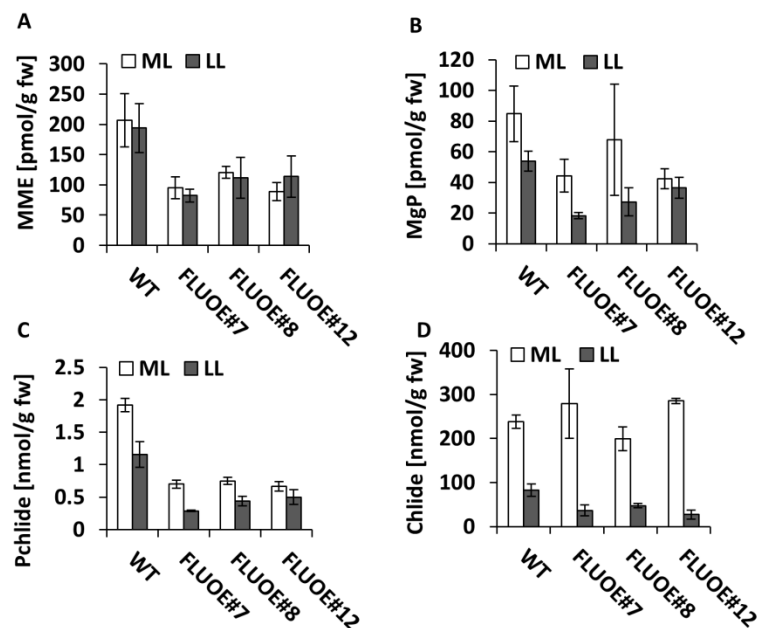 A
ML LL
MME [pmol/g fw]
300
250
200
150
100
50
0
WT FLUOE#7 FLUOE#8 FLUOE#12
B
ML LL
MgP [pmol/g fw]
120
100
80
60
40
20
0
WT FLUOE#7 FLUOE#8 FLUOE#12
C
ML LL
Pchlide [nmol/g fw]
2.5
2
1.5
1
0.5
0
WT FLUOE#7 FLUOE#8 FLUOE#12
D
ML LL
Chlide [nmol/g fw]
400
300
200
100
0
WT FLUOE#7 FLUOE#8 FLUOE#12